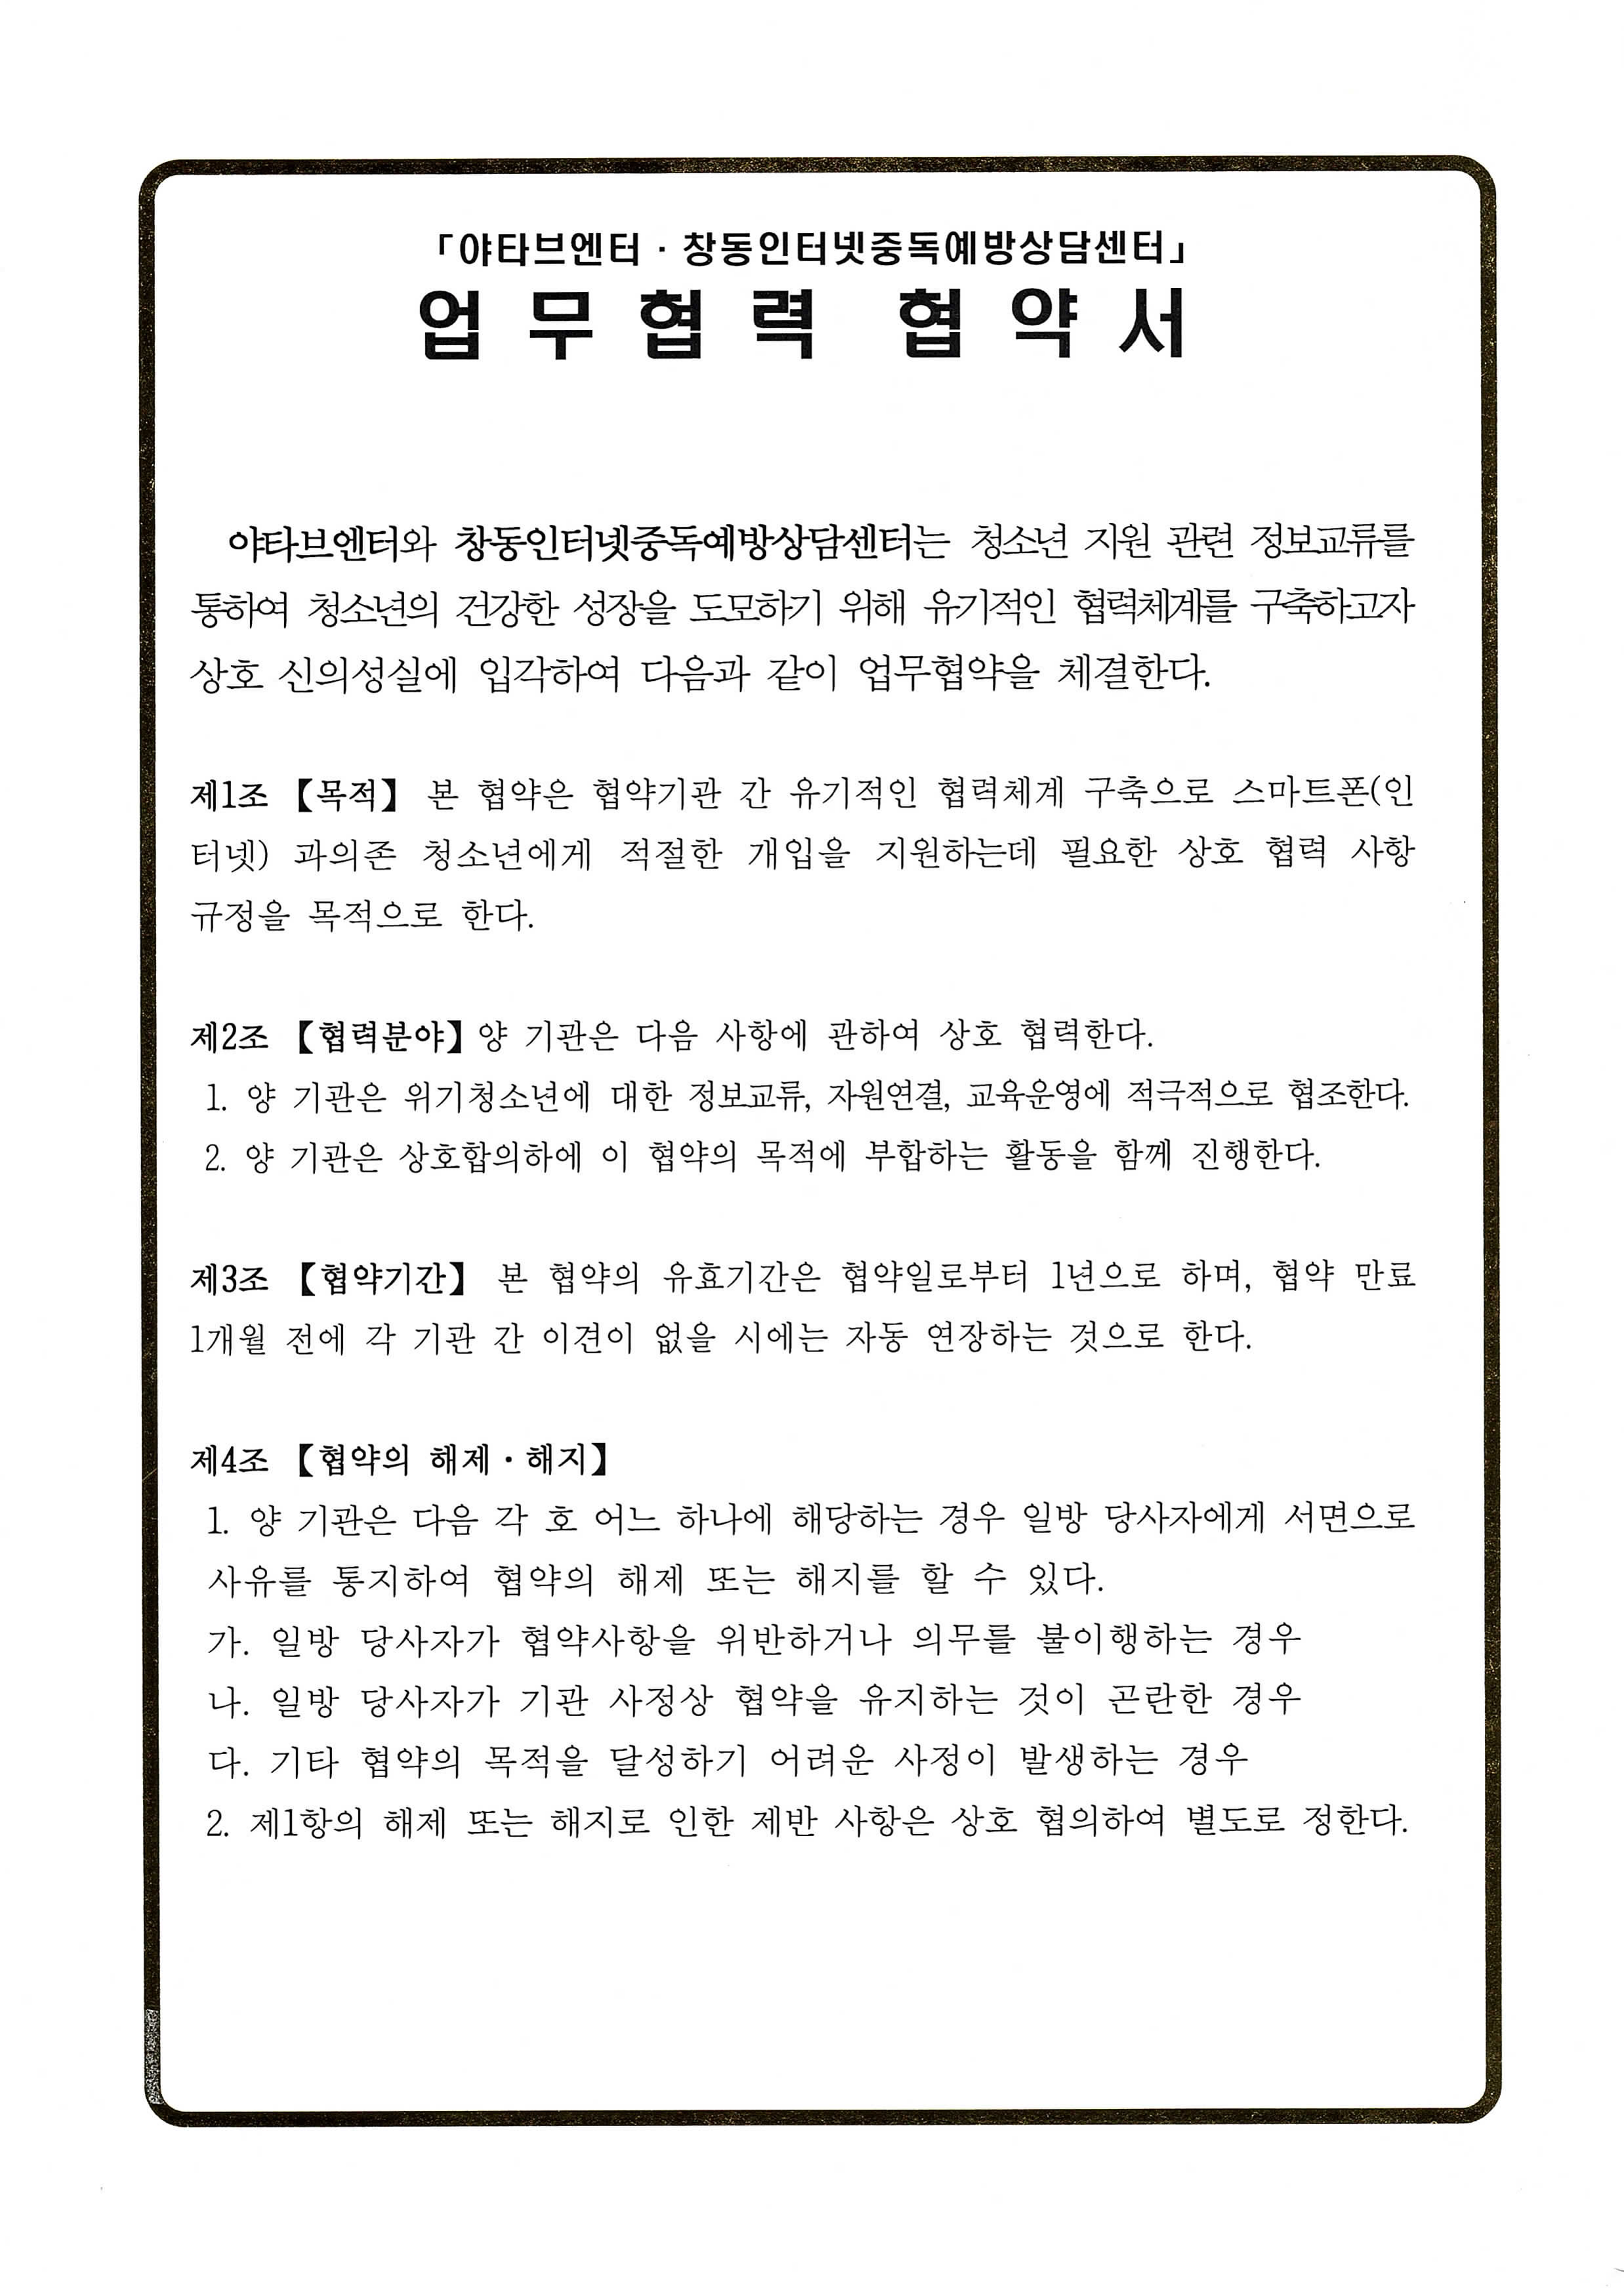 「야타브엔터 · 창동인터넷중독예방상담센터」
업 무 협 력 협 약 서
야타브엔터와 창동인터넷중독예방상담센터는 청소년 지원 관련 정보교류를
통하여 청소년의 건강한 성장을 도모하기 위해 유기적인 협력체계를 구축하고자
상호 신의성실에 입각하여 다음과 같이 업무협약을 체결한다.
제1조 【목적】 본 협약은 협약기관 간 유기적인 협력체계 구축으로 스마트폰(인
터넷) 과의존 청소년에게 적절한 개입을 지원하는데 필요한 상호 협력 사항
규정을 목적으로 한다.
제2조 【협력분야】 양 기관은 다음 사항에 관하여 상호 협력한다.
1. 양 기관은 위기청소년에 대한 정보교류, 자원연결, 교육운영에 적극적으로 협조한다.
2. 양 기관은 상호합의하에 이 협약의 목적에 부합하는 활동을 함께 진행한다.
제3조 【협약기간】 본 협약의 유효기간은 협약일로부터 1년으로 하며, 협약 만료
1개월 전에 각 기관 간 이견이 없을 시에는 자동 연장하는 것으로 한다.
제4조 【협약의 해제 · 해지】
1. 양 기관은 다음 각 호 어느 하나에 해당하는 경우 일방 당사자에게 서면으로
사유를 통지하여 협약의 해제 또는 해지를 할 수 있다.
가. 일방 당사자가 협약사항을 위반하거나 의무를 불이행하는 경우
나. 일방 당사자가 기관 사정상 협약을 유지하는 것이 곤란한 경우
다. 기타 협약의 목적을 달성하기 어려운 사정이 발생하는 경우
2. 제1항의 해제 또는 해지로 인한 제반 사항은 상호 협의하여 별도로 정한다.